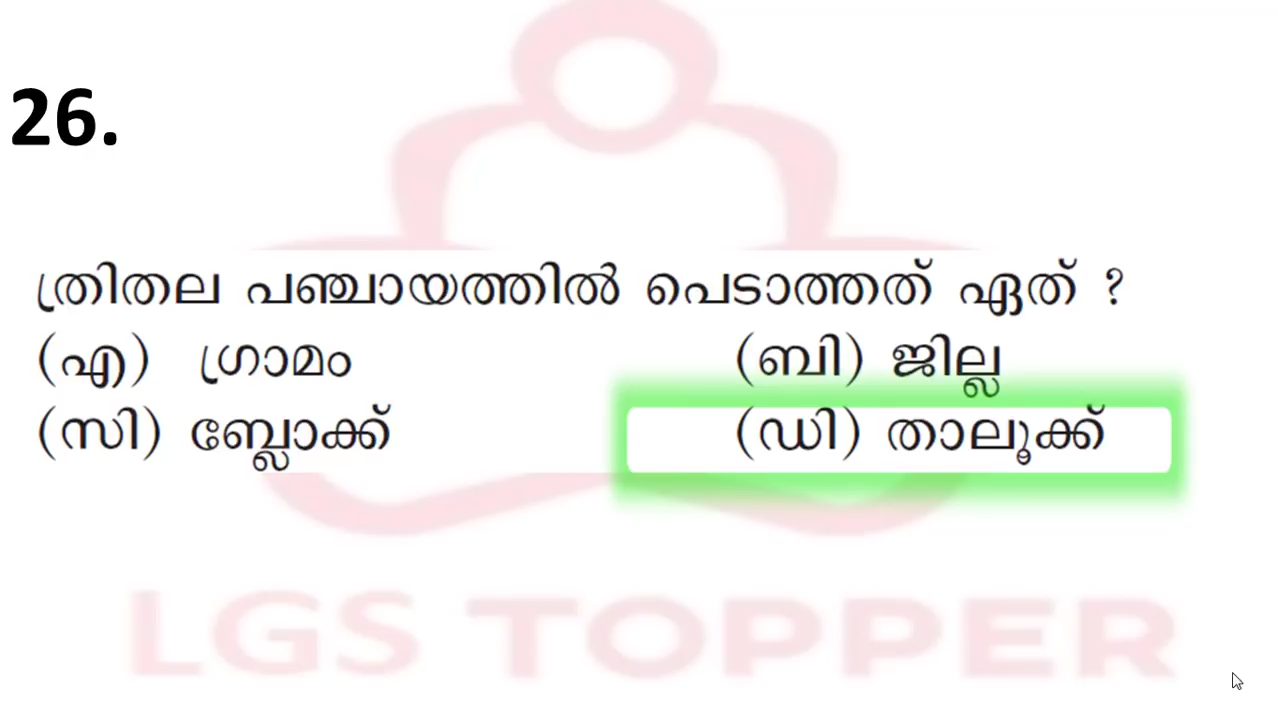 26.
ത്രിതല പഞ്ചായത്തിൽ പെടാത്തത് ഏത് ?
(എ) ഗ്രാമം (ബി) ജില്ല
(സി) ബ്ലോക്ക് (ഡി) താലൂക്ക്
LGS TOPPER